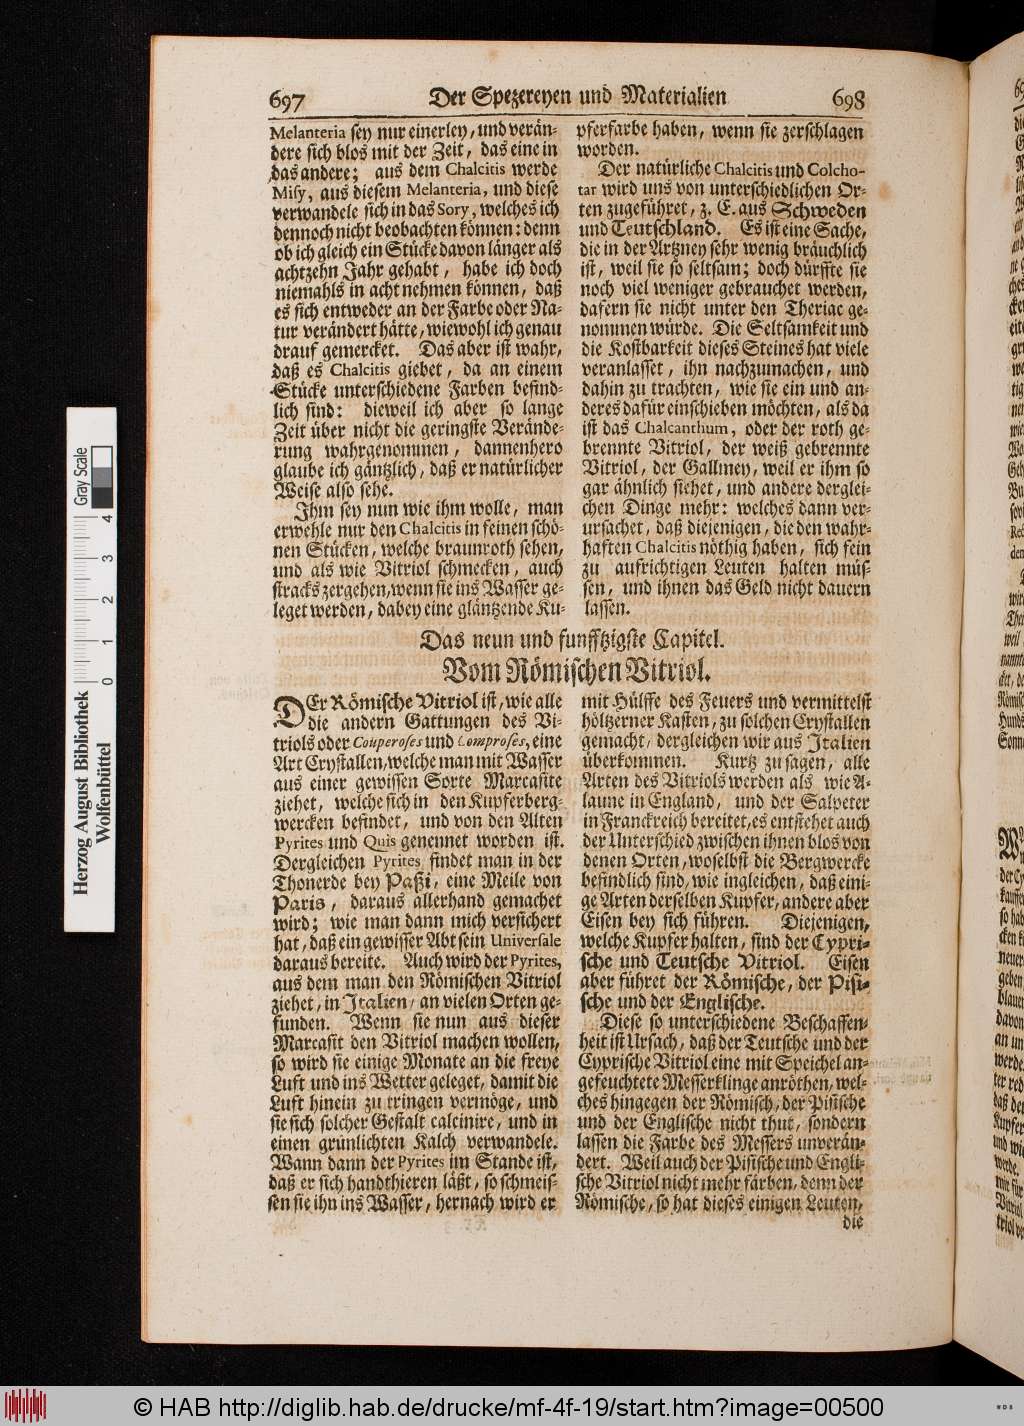 697
Der Spezereyen und Materialien
698
Melanteria sey nur einerley, und verän-
dere sich blos mit der Zeit, das eine in
das andere; aus dem Chalcitis werde
Misy, aus diesem Melanteria, und diese
verwandele sich in das Sory, welches ich
dennoch nicht beobachten können: denn
ob ich gleich ein Stücke davon länger als
achtzehn Jahr gehabt, habe ich doch
niemahls in acht nehmen können, daß
es sich entweder an der Farbe oder Na-
tur verändert hätte, wiewohl ich genau
drauf gemercket. Das aber ist wahr,
daß es Chalcitis giebet, da an einem
Stücke unterschiedene Farben befind-
lich sind: dieweil ich aber so lange
Zeit über nicht die geringste Verände-
rung wahrgenommen, dannenhero
glaube ich gäntzlich, daß er natürlicher
Weise also sehe.
Ihm sey nun wie ihm wolle, man
erwehle nur den Chalcitis in feinen schö-
nen Stücken, welche braunroth sehen,
und als wie Vitriol schmecken, auch
stracks zergehen, wenn sie ins Wasser ge-
leget werden, dabey eine gläntzende Ku-
pferfarbe haben, wenn sie zerschlagen
worden.
Der natürliche Chalcitis und Colcho-
tar wird uns von unterschiedlichen Or-
ten zugeführet, z. E. aus Schweden
und Teutschland. Es ist eine Sache,
die in der Artzney sehr wenig bräuchlich
ist, weil sie so seltsam; doch dürffte sie
noch viel weniger gebrauchet werden,
dafern sie nicht unter den Theriac ge-
nommen würde. Die Seltsamkeit und
die Kostbarkeit dieses Steines hat viele
veranlasset, ihn nachzumachen, und
dahin zu trachten, wie sie ein und an-
deres dafür einschieben möchten, als da
ist das Chalcanthum, oder der roth ge-
brennte Vitriol, der weiß gebrennte
Vitriol, der Gallmey, weil er ihm so
gar ähnlich siehet, und andere derglei-
chen Dinge mehr: welches dann ver-
ursachet, daß diejenigen, die den wahr-
haften Chalcitis nöthig haben, sich fein
zu aufrichtigen Leuten halten müs-
sen, und ihnen das Geld nicht dauern
lassen.
Das neun und funfftzigste Capitel.
Vom Römischen Vitriol.
DEr Römische Vitriol ist, wie alle
die andern Gattungen des Vi-
triols oder Couperoses und Comproses, eine
Art Crystallen, welche man mit Wasser
aus einer gewissen Sorte Marcasite
ziehet, welche sich in den Kupferberg-
wercken befindet, und von den Alten
Pyrites und Quis genennet worden ist.
Dergleichen Pyrites findet man in der
Thonerde bey Paßi, eine Meile von
Paris, daraus allerhand gemachet
wird; wie man dann mich versichert
hat, daß ein gewisser Abt sein Universale
daraus bereite. Auch wird der Pyrites,
aus dem man den Römischen Vitriol
ziehet, in Italien/ an vielen Orten ge-
funden. Wenn sie nun aus dieser
Marcasit den Vitriol machen wollen,
so wird sie einige Monate an die freye
Luft und ins Wetter geleget, damit die
Luft hinein zu tringen vermöge, und
sie sich solcher Gestalt calcinire, und in
einen grünlichten Kalch verwandele.
Wann dann der Pyrites im Stande ist,
daß er sich handthieren läßt, so schmeis-
sen sie ihn ins Wasser, hernach wird er
mit Hülffe des Feuers und vermittelst
höltzerner Kasten, zu solchen Crystallen
gemacht/ dergleichen wir aus Italien
überkommen. Kurtz zu sagen, alle
Arten des Vitriols werden als wie A-
laune in England, und der Salpeter
in Franckreich bereitet, es entstehet auch
der Unterschied zwischen ihnen blos von
denen Orten, woselbst die Bergwercke
befindlich sind, wie ingleichen, daß eini-
ge Arten derselben Kupfer, andere aber
Eisen bey sich führen. Diejenigen,
welche Kupfer halten, sind der Cypri-
sche und Teutsche Vitriol. Eisen
aber führet der Römische, der Pisi-
sche und der Englische.
Diese so unterschiedene Beschaffen-
heit ist Ursach, daß der Teutsche und der
Cyprische Vitriol eine mit Speichel an-
gefeuchtete Messerklinge anröthen, wel-
ches hingegen der Römisch, der Pisische
und der Englische nicht thut, sondern
lassen die Farbe des Messers unverän-
dert. Weil auch der Pisische und Engli-
sche Vitriol nicht mehr färben, denn der
Römische, so hat dieses einigen Leuten,
die
Herzog August Bibliothek
Wolfenbüttel
0 1 2 3 4
Gray Scale
© HAB http://diglib.hab.de/drucke/mf-4f-19/start.htm?image=00500